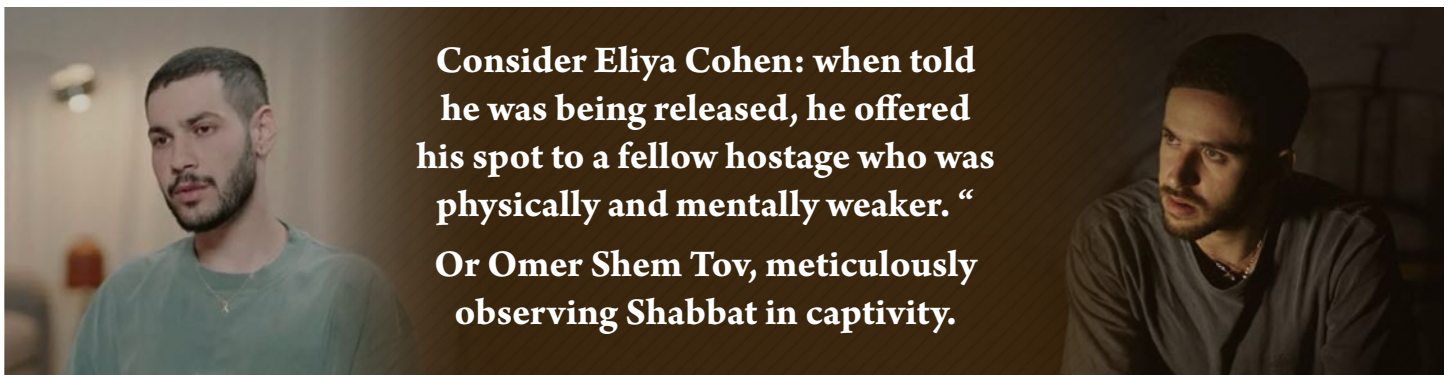 Consider Eliya Cohen: when told
he was being released, he offered
his spot to a fellow hostage who was
physically and mentally weaker. “
Or Omer Shem Tov, meticulously
observing Shabbat in captivity.